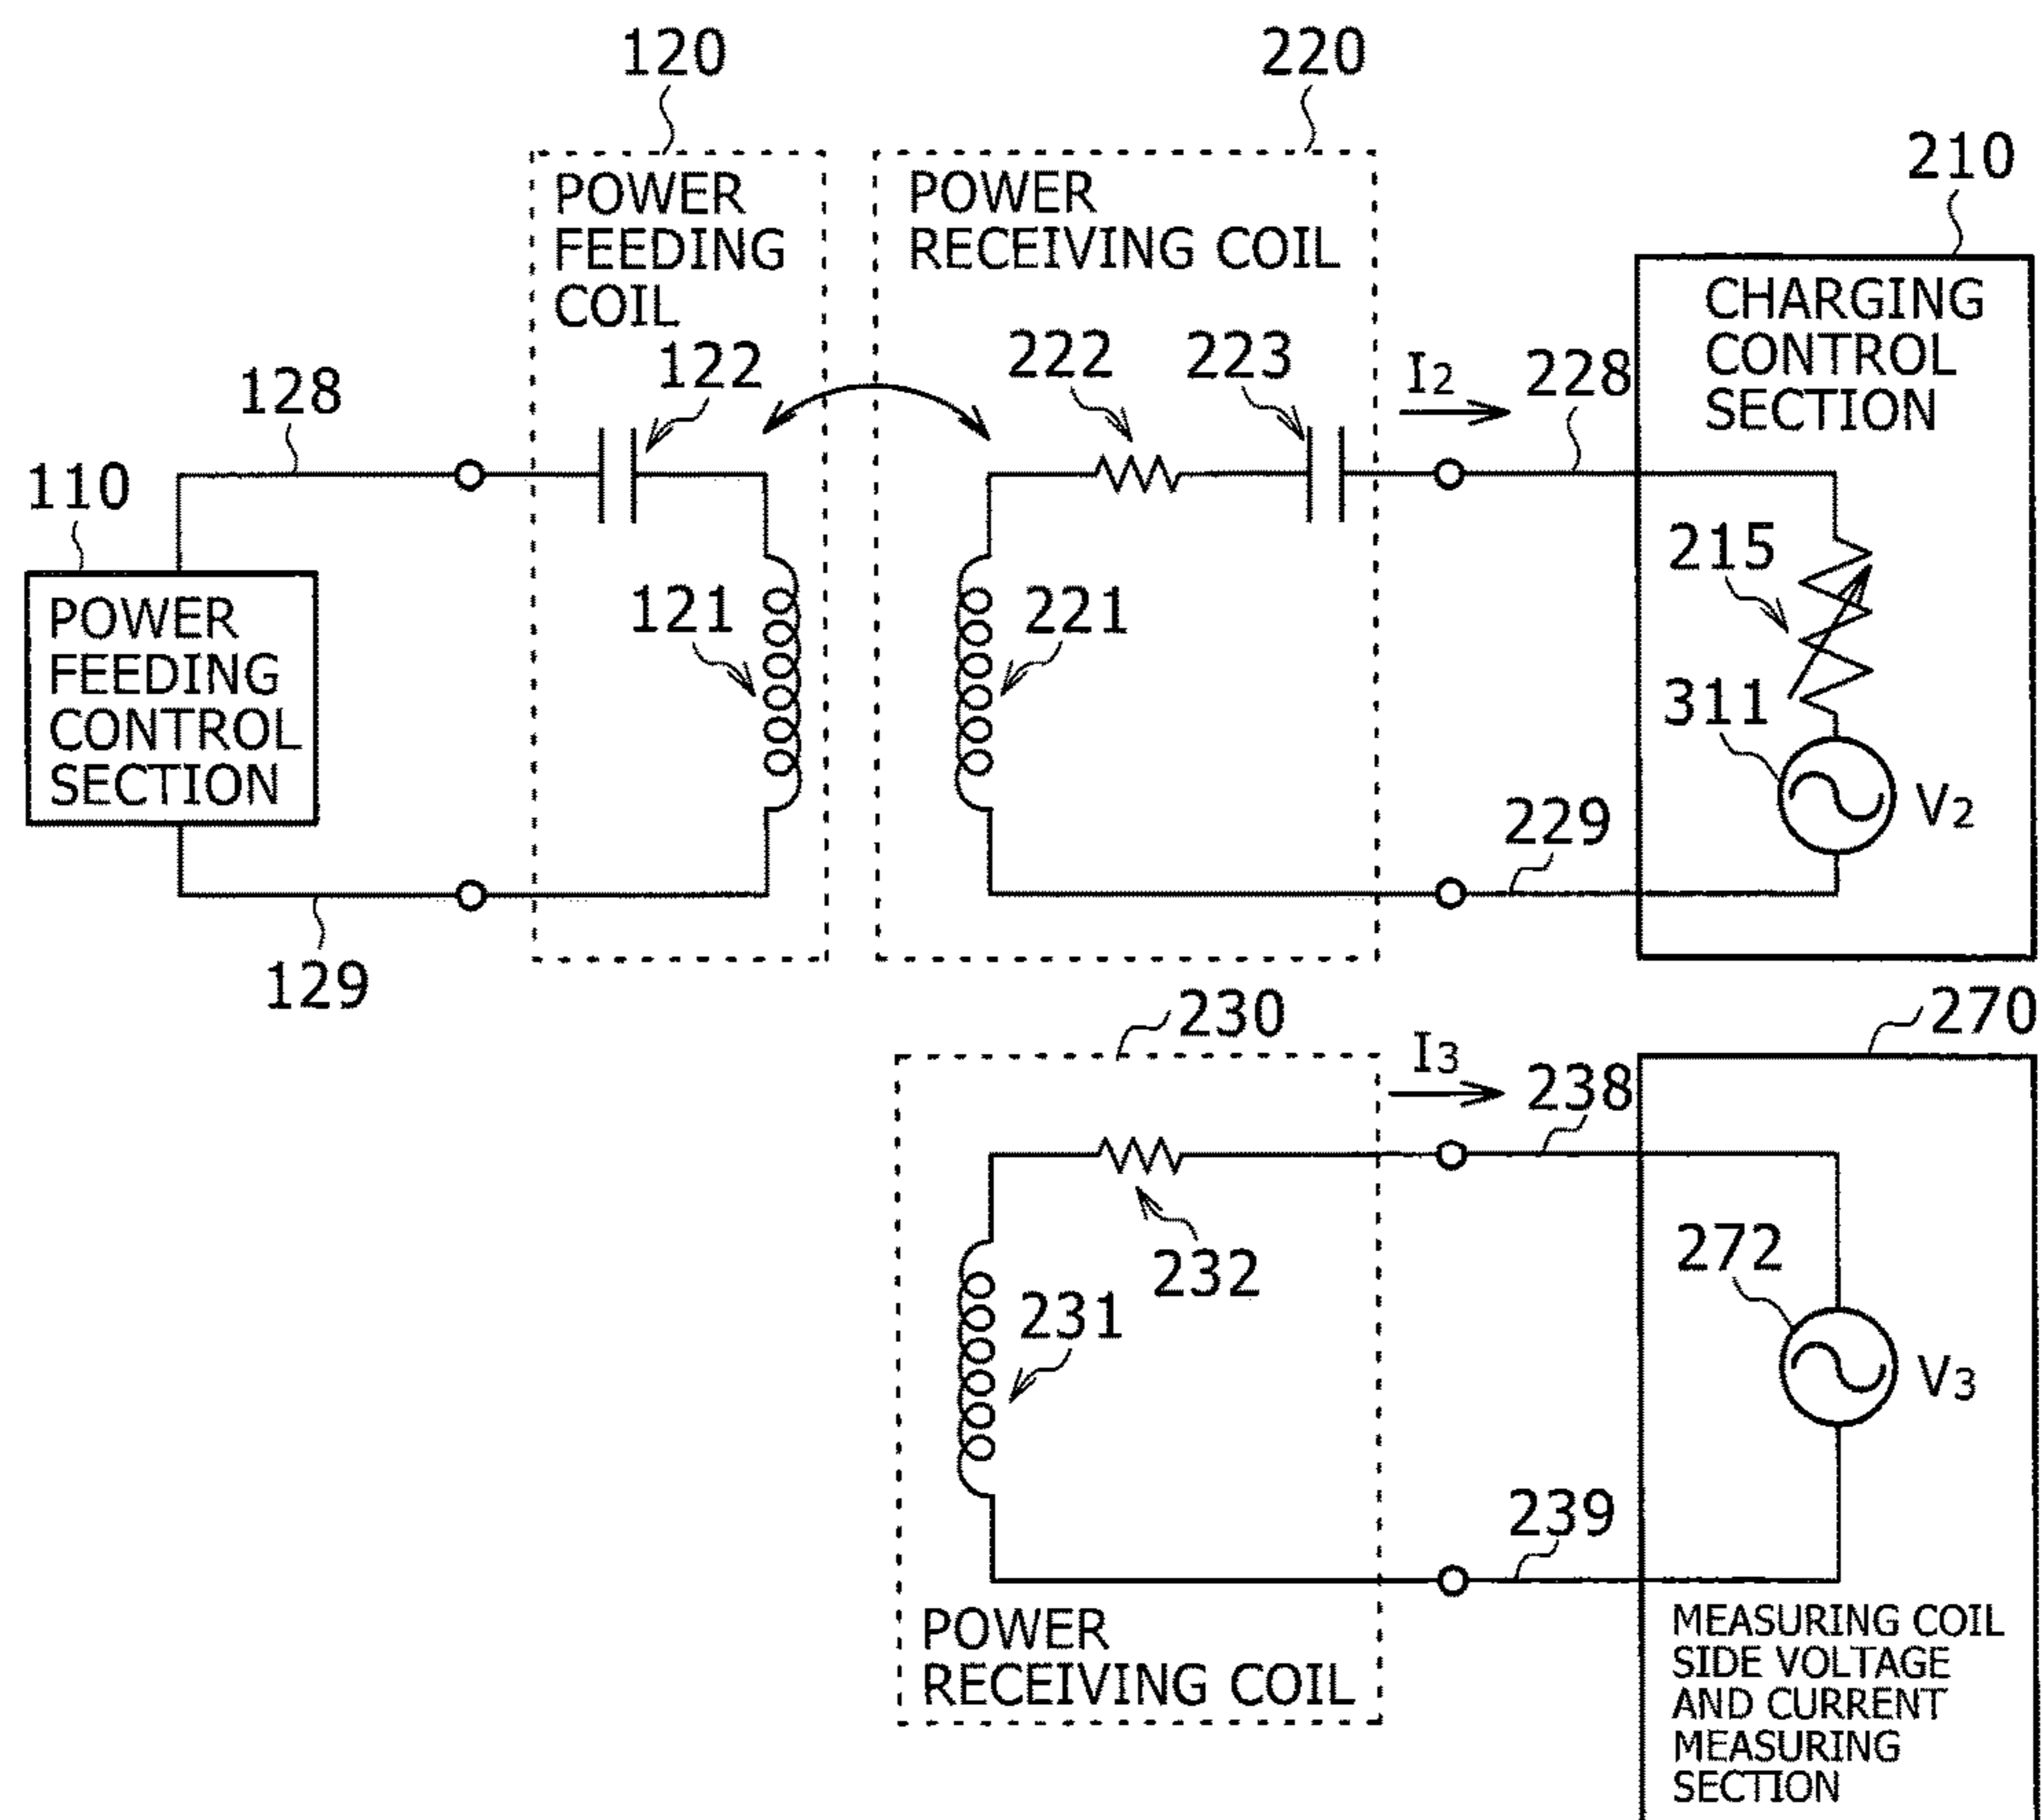 120
220
210
POWER
FEEDING
COIL
POWER
RECEIVING COIL
CHARGING
CONTROL
SECTION
122
222
223
I2
228
128
110
215
POWER
FEEDING
CONTROL
SECTION
121
221
311
V2
229
129
230
I3
238
270
232
272
231
V3
239
POWER
RECEIVING COIL
MEASURING COIL
SIDE VOLTAGE
AND CURRENT
MEASURING
SECTION